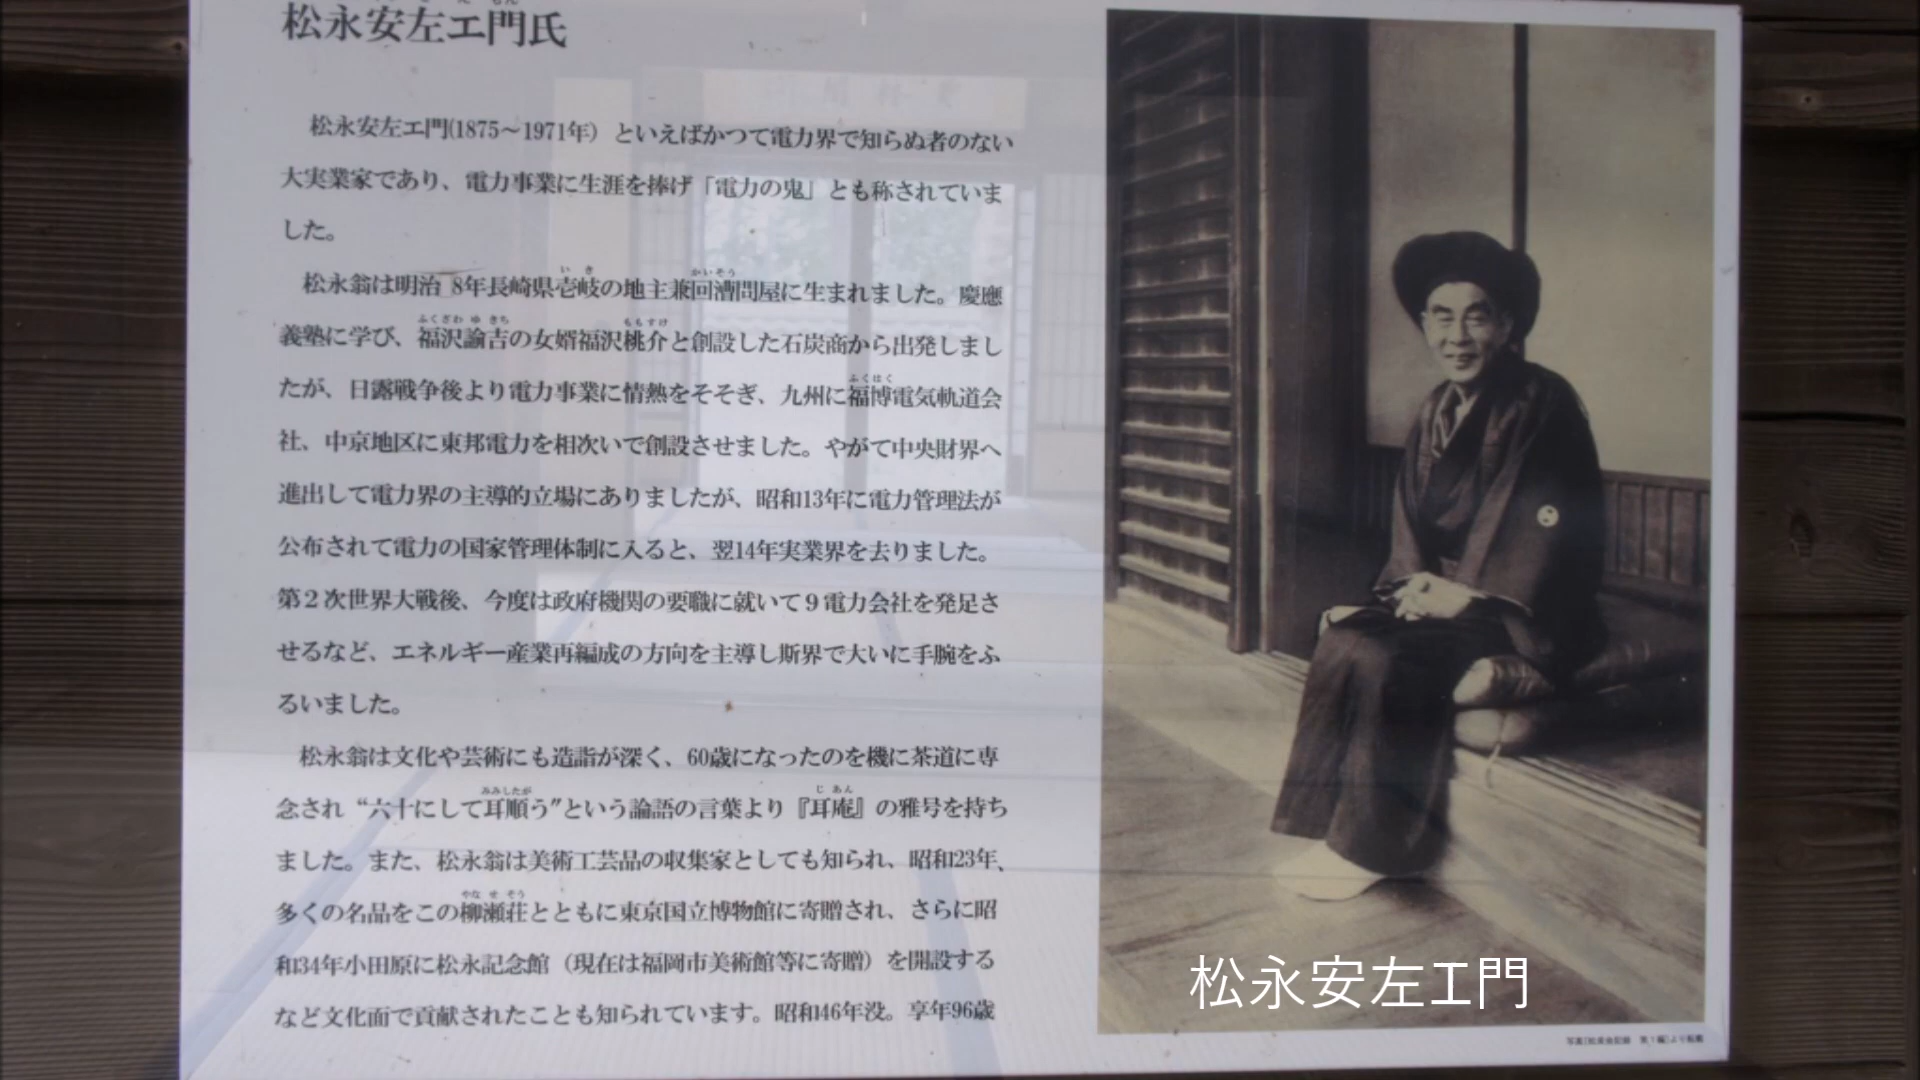 松永安左エ門氏
松永安左エ門(1875〜1971年）といえばかつて電力界で知らぬ者のない
大実業家であり、電力事業に生涯を捧げ「電力の鬼」とも称されていま
した。
松永翁は明治 8年長崎県壱岐の地主兼回漕問屋に生まれました。慶應
義塾に学び、福沢諭吉の女婿福沢桃介と創設した石炭商から出発しまし
たが、日露戦争後より電力事業に情熱をそそぎ、九州に福博電気軌道会
社、中京地区に東邦電力を相次いで創設させました。やがて中央財界へ
進出して電力界の主導的立場にありましたが、昭和13年に電力管理法が
公布されて電力の国家管理体制に入ると、翌14年実業界を去りました。
第２次世界大戦後、今度は政府機関の要職に就いて９電力会社を発足さ
せるなど、エネルギー産業再編成の方向を主導し斯界で大いに手腕をふ
るいました。
松永翁は文化や芸術にも造詣が深く、60歳になったのを機に茶道に専
念され“六十にして耳順う”という論語の言葉より『耳庵』の雅号を持ち
ました。また、松永翁は美術工芸品の収集家としても知られ、昭和23年、
多くの名品をこの柳瀬荘とともに東京国立博物館に寄贈され、さらに昭
和34年小田原に松永記念館（現在は福岡市美術館等に寄贈）を開設する
など文化面で貢献されたことも知られています。昭和46年没。享年96歳
松永安左エ門